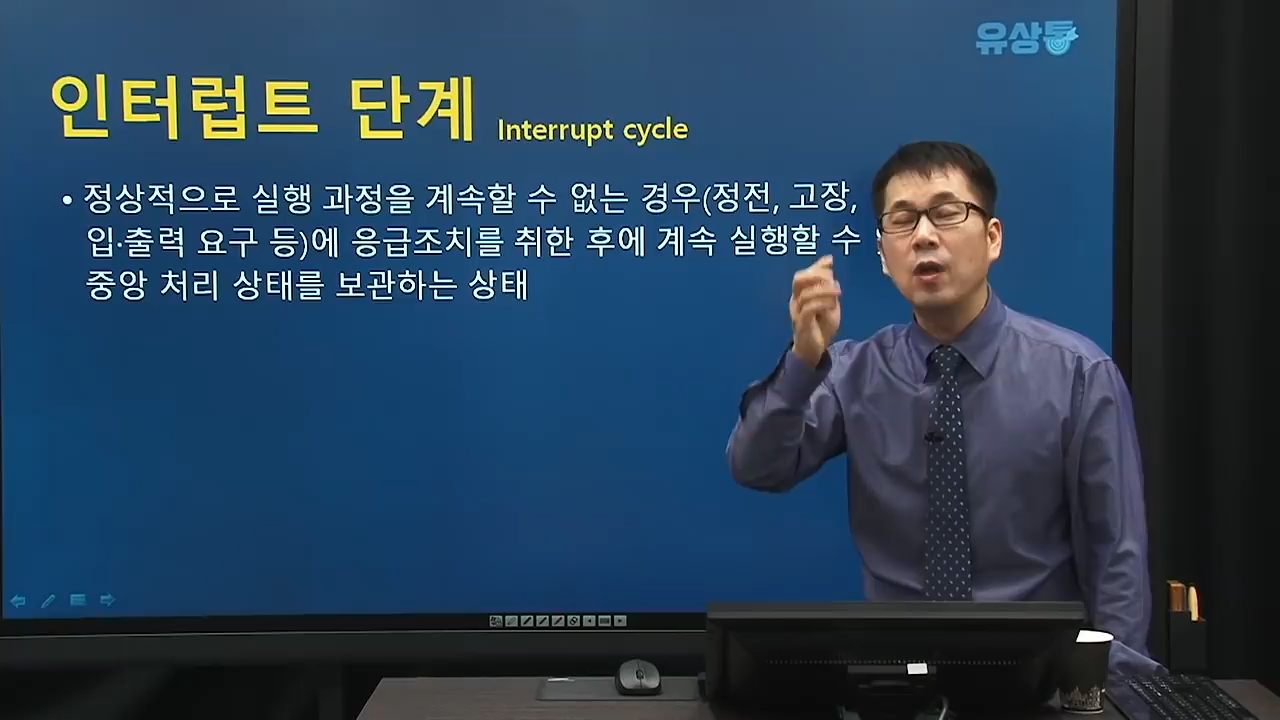 유상통
인터럽트 단계 Interrupt cycle
• 정상적으로 실행 과정을 계속할 수 없는 경우(정전, 고장,
입·출력 요구 등)에 응급조치를 취한 후에 계속 실행할 수
중앙 처리 상태를 보관하는 상태